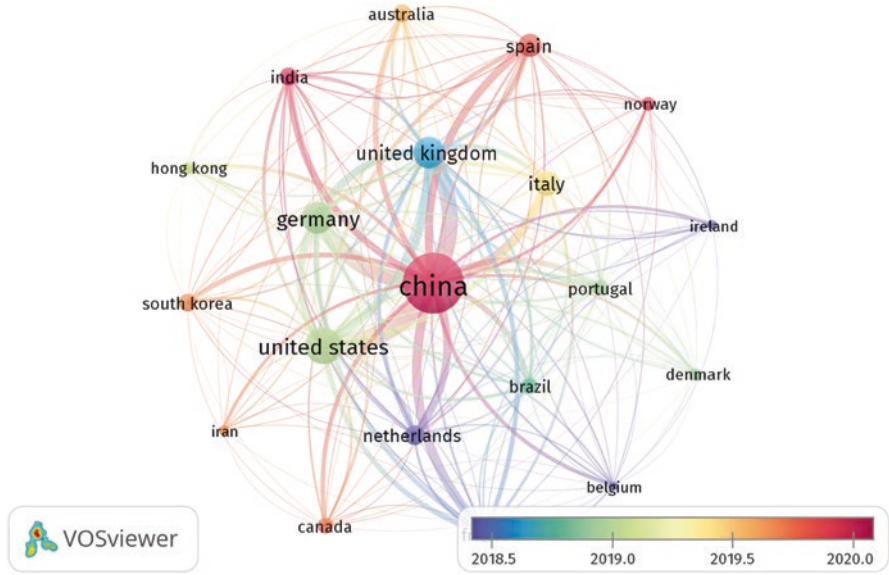 australia
spain
india
norway
united kingdom
hong kong
italy
germany
ireland
china
portugal
south korea
united states
denmark
brazil
iran
netherlands
belgium
canada
VOSviewer
2018.5 2019.0 2019.5 2020.0